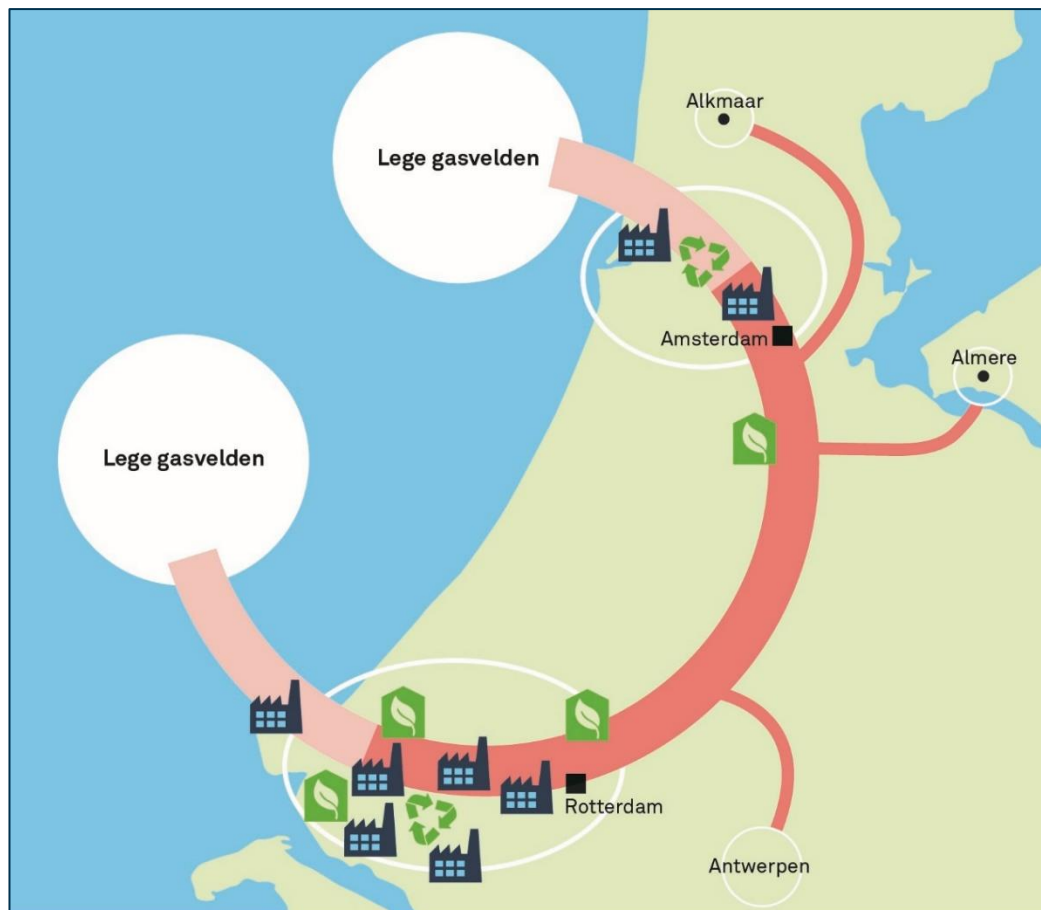 Alkmaar
Lege gasvelden
Amsterdam
Almere
Lege gasvelden
Rotterdam
Antwerpen